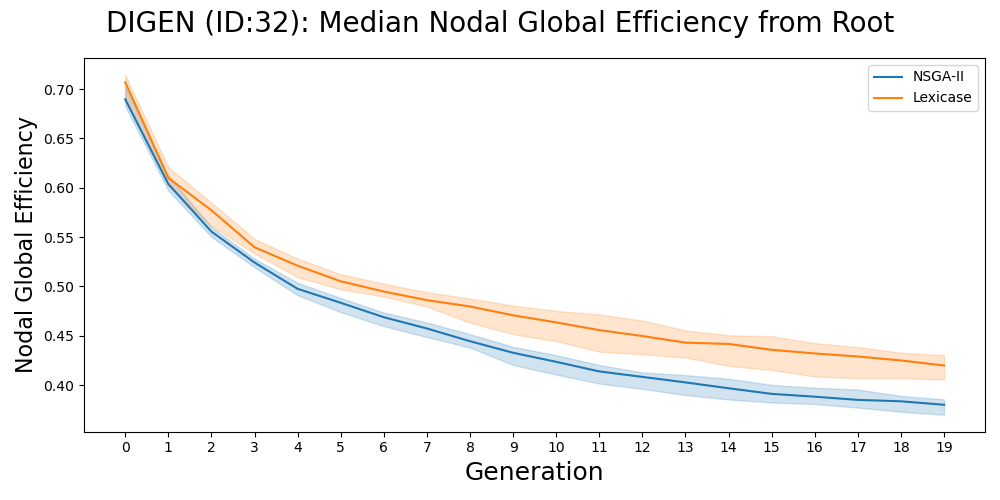 DIGEN (ID:32): Median Nodal Global Efficiency from Root
NSGA-II
Lexicase
Nodal Global Efficiency
0.70
0.65
0.60
0.55
0.50
0.45
0.40
0 1 2 3 4 5 6 7 8 9 10 11 12 13 14 15 16 17 18 19
Generation